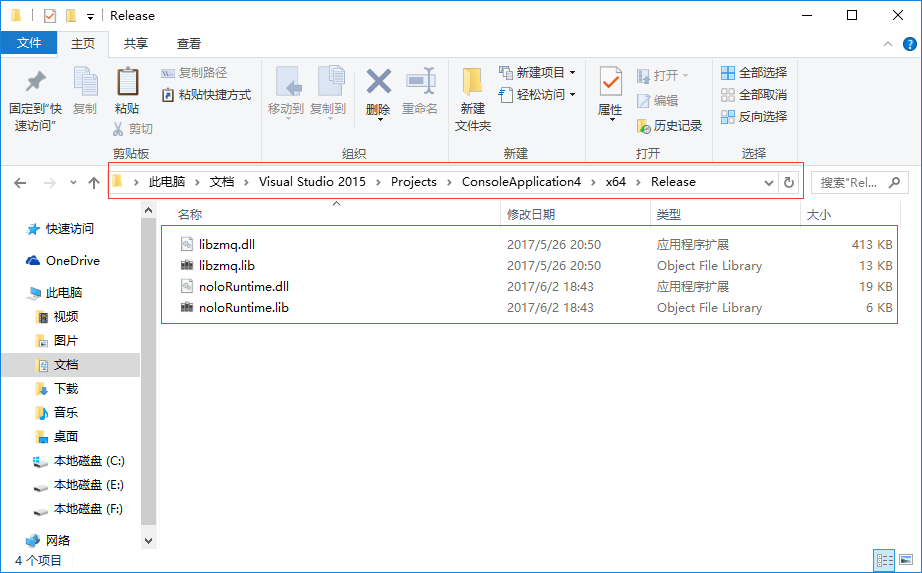 Release
文件 主页 共享 查看
固定到"快速访问"
复制
粘贴
复制路径
粘贴快捷方式
剪切
剪贴板
移动到
复制到
删除
重命名
组织
新建文件夹
新建项目
轻松访问
新建
属性
打开
编辑
历史记录
打开
全部选择
全部取消
反向选择
选择
此电脑 文档 Visual Studio 2015 Projects ConsoleApplication4 x64 Release
搜索"Rel...
名称 修改日期 类型 大小
libzmq.dll 2017/5/26 20:50 应用程序扩展 413 KB
libzmq.lib 2017/5/26 20:50 Object File Library 13 KB
noloRuntime.dll 2017/6/2 18:43 应用程序扩展 19 KB
noloRuntime.lib 2017/6/2 18:43 Object File Library 6 KB
快速访问
OneDrive
此电脑
视频
图片
文档
下载
音乐
桌面
本地磁盘 (C:)
本地磁盘 (E:)
本地磁盘 (F:)
网络
4 个项目